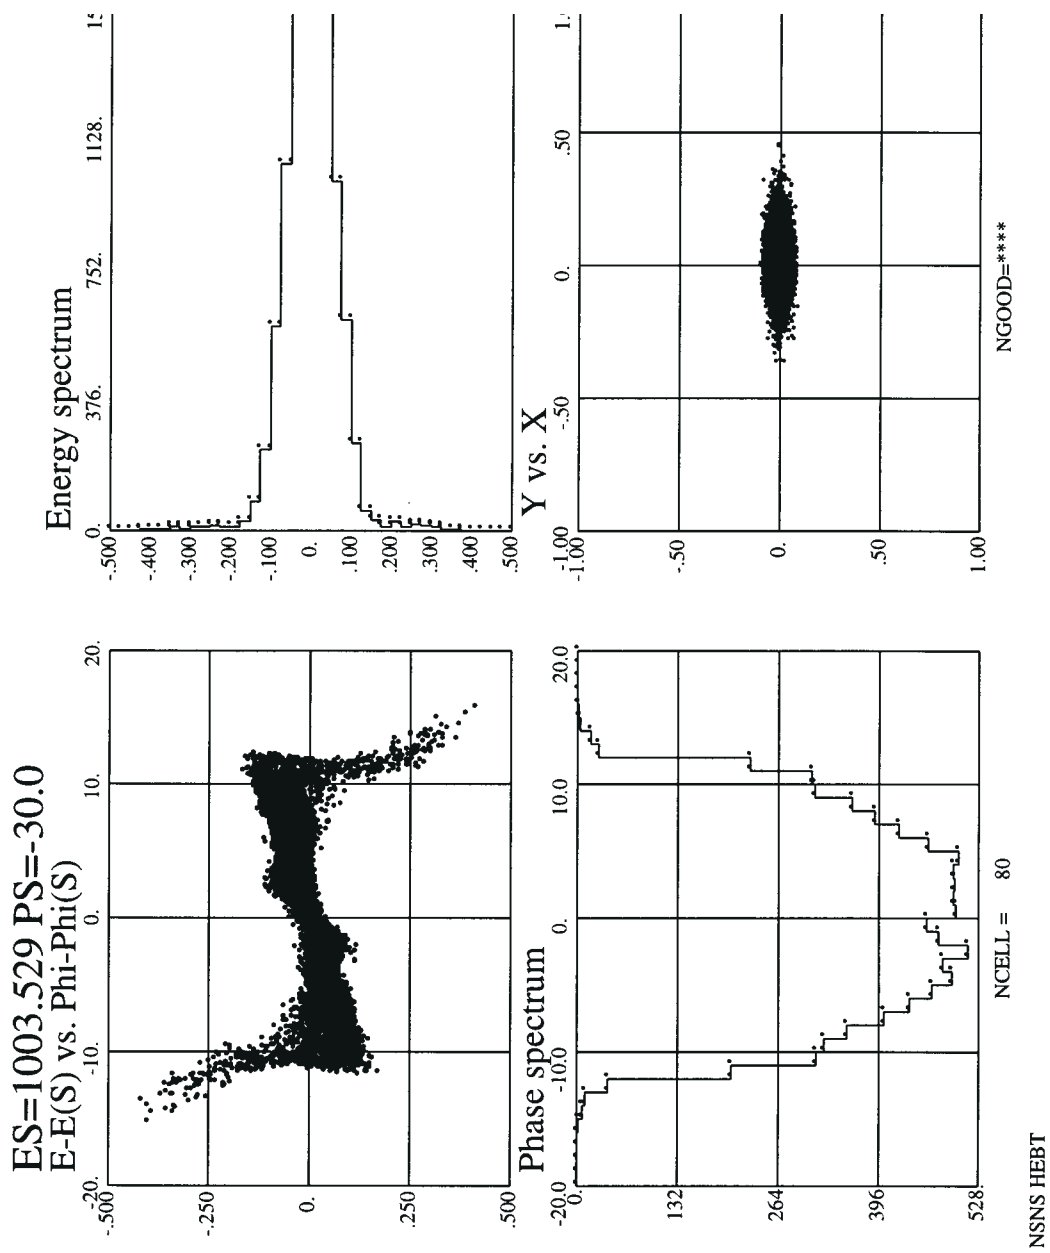 ES=1003.529 PS=-30.0
E-E(S) vs. Phi-Phi(S)
-20. -10. 0. 10. 20.
-.500
-.250
0.
.250
.500
Energy spectrum
0. 376. 752. 1128.
-.500
-.400
-.300
-.200
-.100
0.
.100
.200
.300
.400
.500
Phase spectrum
-20.0 -10.0 0. 10.0 20.0
0
132
264
396
528.
Y vs. X
-1.00 -.50 0. .50
-1.00
-.50
0.
.50
1.00
NCELL = 80
NGOOD=****
NSNS HEBT